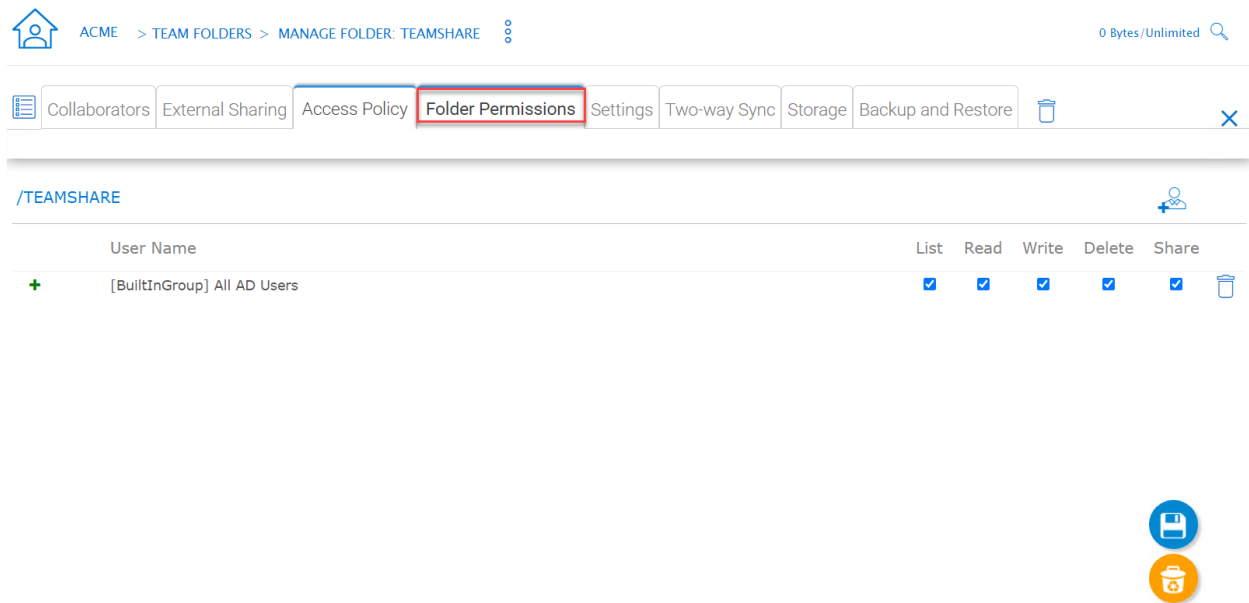 ACME > TEAM FOLDERS > MANAGE FOLDER: TEAMSHARE 0 Bytes/Unlimited
Collaborators External Sharing Access Policy Folder Permissions Settings Two-way Sync Storage Backup and Restore
/TEAMSHARE
User Name List Read Write Delete Share
[BuiltInGroup] All AD Users